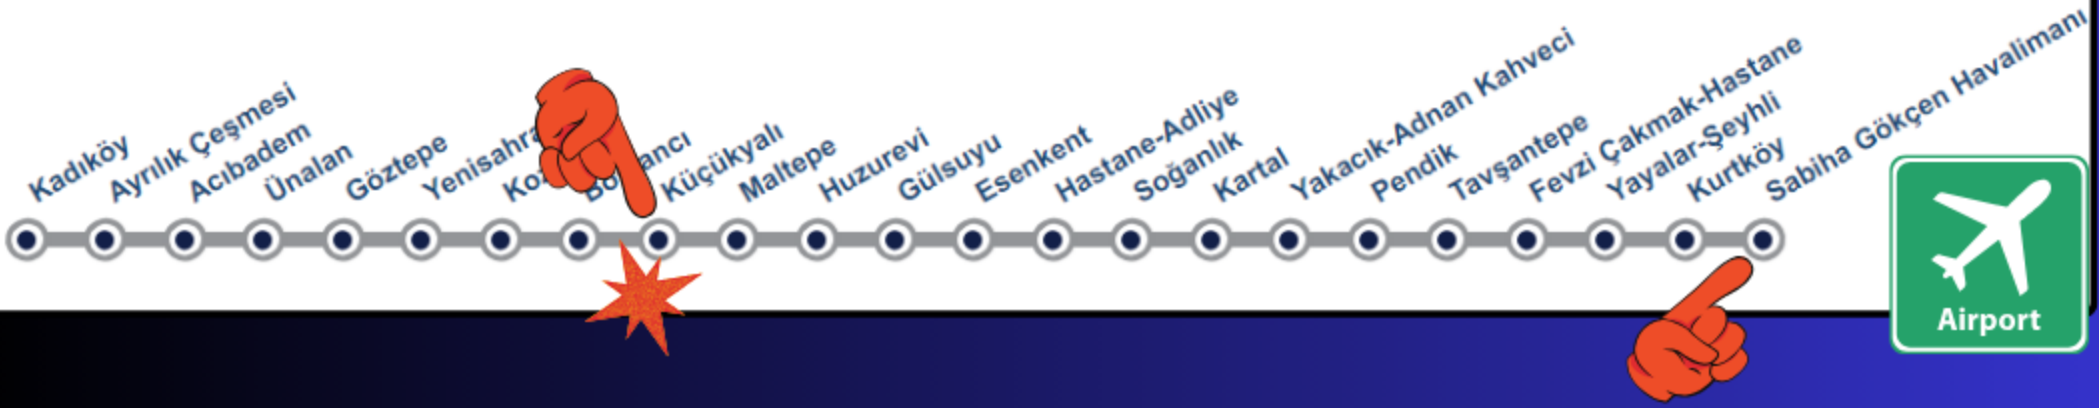 Kadıköy
Ayrılık Çeşmesi
Acıbadem
Ünalan
Göztepe
Küçükyalı
Maltepe
Huzurevi
Gülsuyu
Esenkent
Hastane-Adliye
Soğanlık
Kartal
Yakacık-Adnan Kahveci
Pendik
Tavşantepe
Fevzi Çakmak-Hastane
Yayalar-Şeyhli
Kurtköy
Sabiha Gökçen Havalimanı
Airport